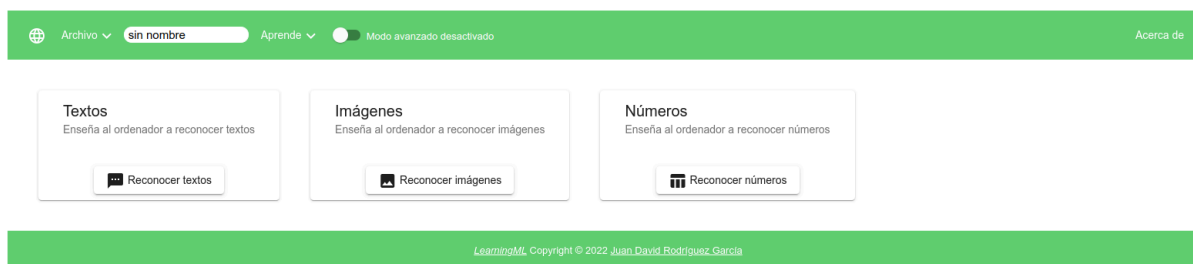 Archivo sin nombre Aprende Modo avanzado desactivado Acerca de
Textos
Enseña al ordenador a reconocer textos
Reconocer textos
Imágenes
Enseña al ordenador a reconocer imágenes
Reconocer imágenes
Números
Enseña al ordenador a reconocer números
Reconocer números
LearningML Copyright © 2022 Juan David Rodríguez García